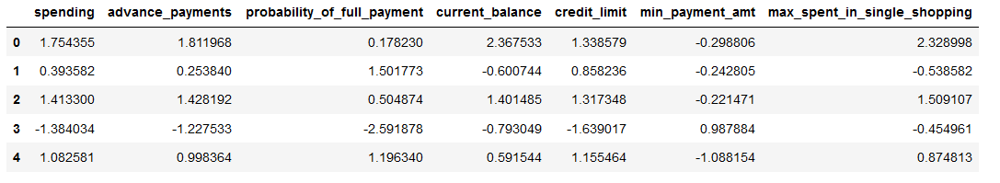 spending advance_payments probability_of_full_payment current_balance credit_limit min_payment_amt max_spent_in_single_shopping
0 1.754355 1.811968 0.178230 2.367533 1.338579 -0.298806 2.328998
1 0.393582 0.253840 1.501773 -0.600744 0.858236 -0.242805 -0.538582
2 1.413300 1.428192 0.504874 1.401485 1.317348 -0.221471 1.509107
3 -1.384034 -1.227533 -2.591878 -0.793049 -1.639017 0.987884 -0.454961
4 1.082581 0.998364 1.196340 0.591544 1.155464 -1.088154 0.874813